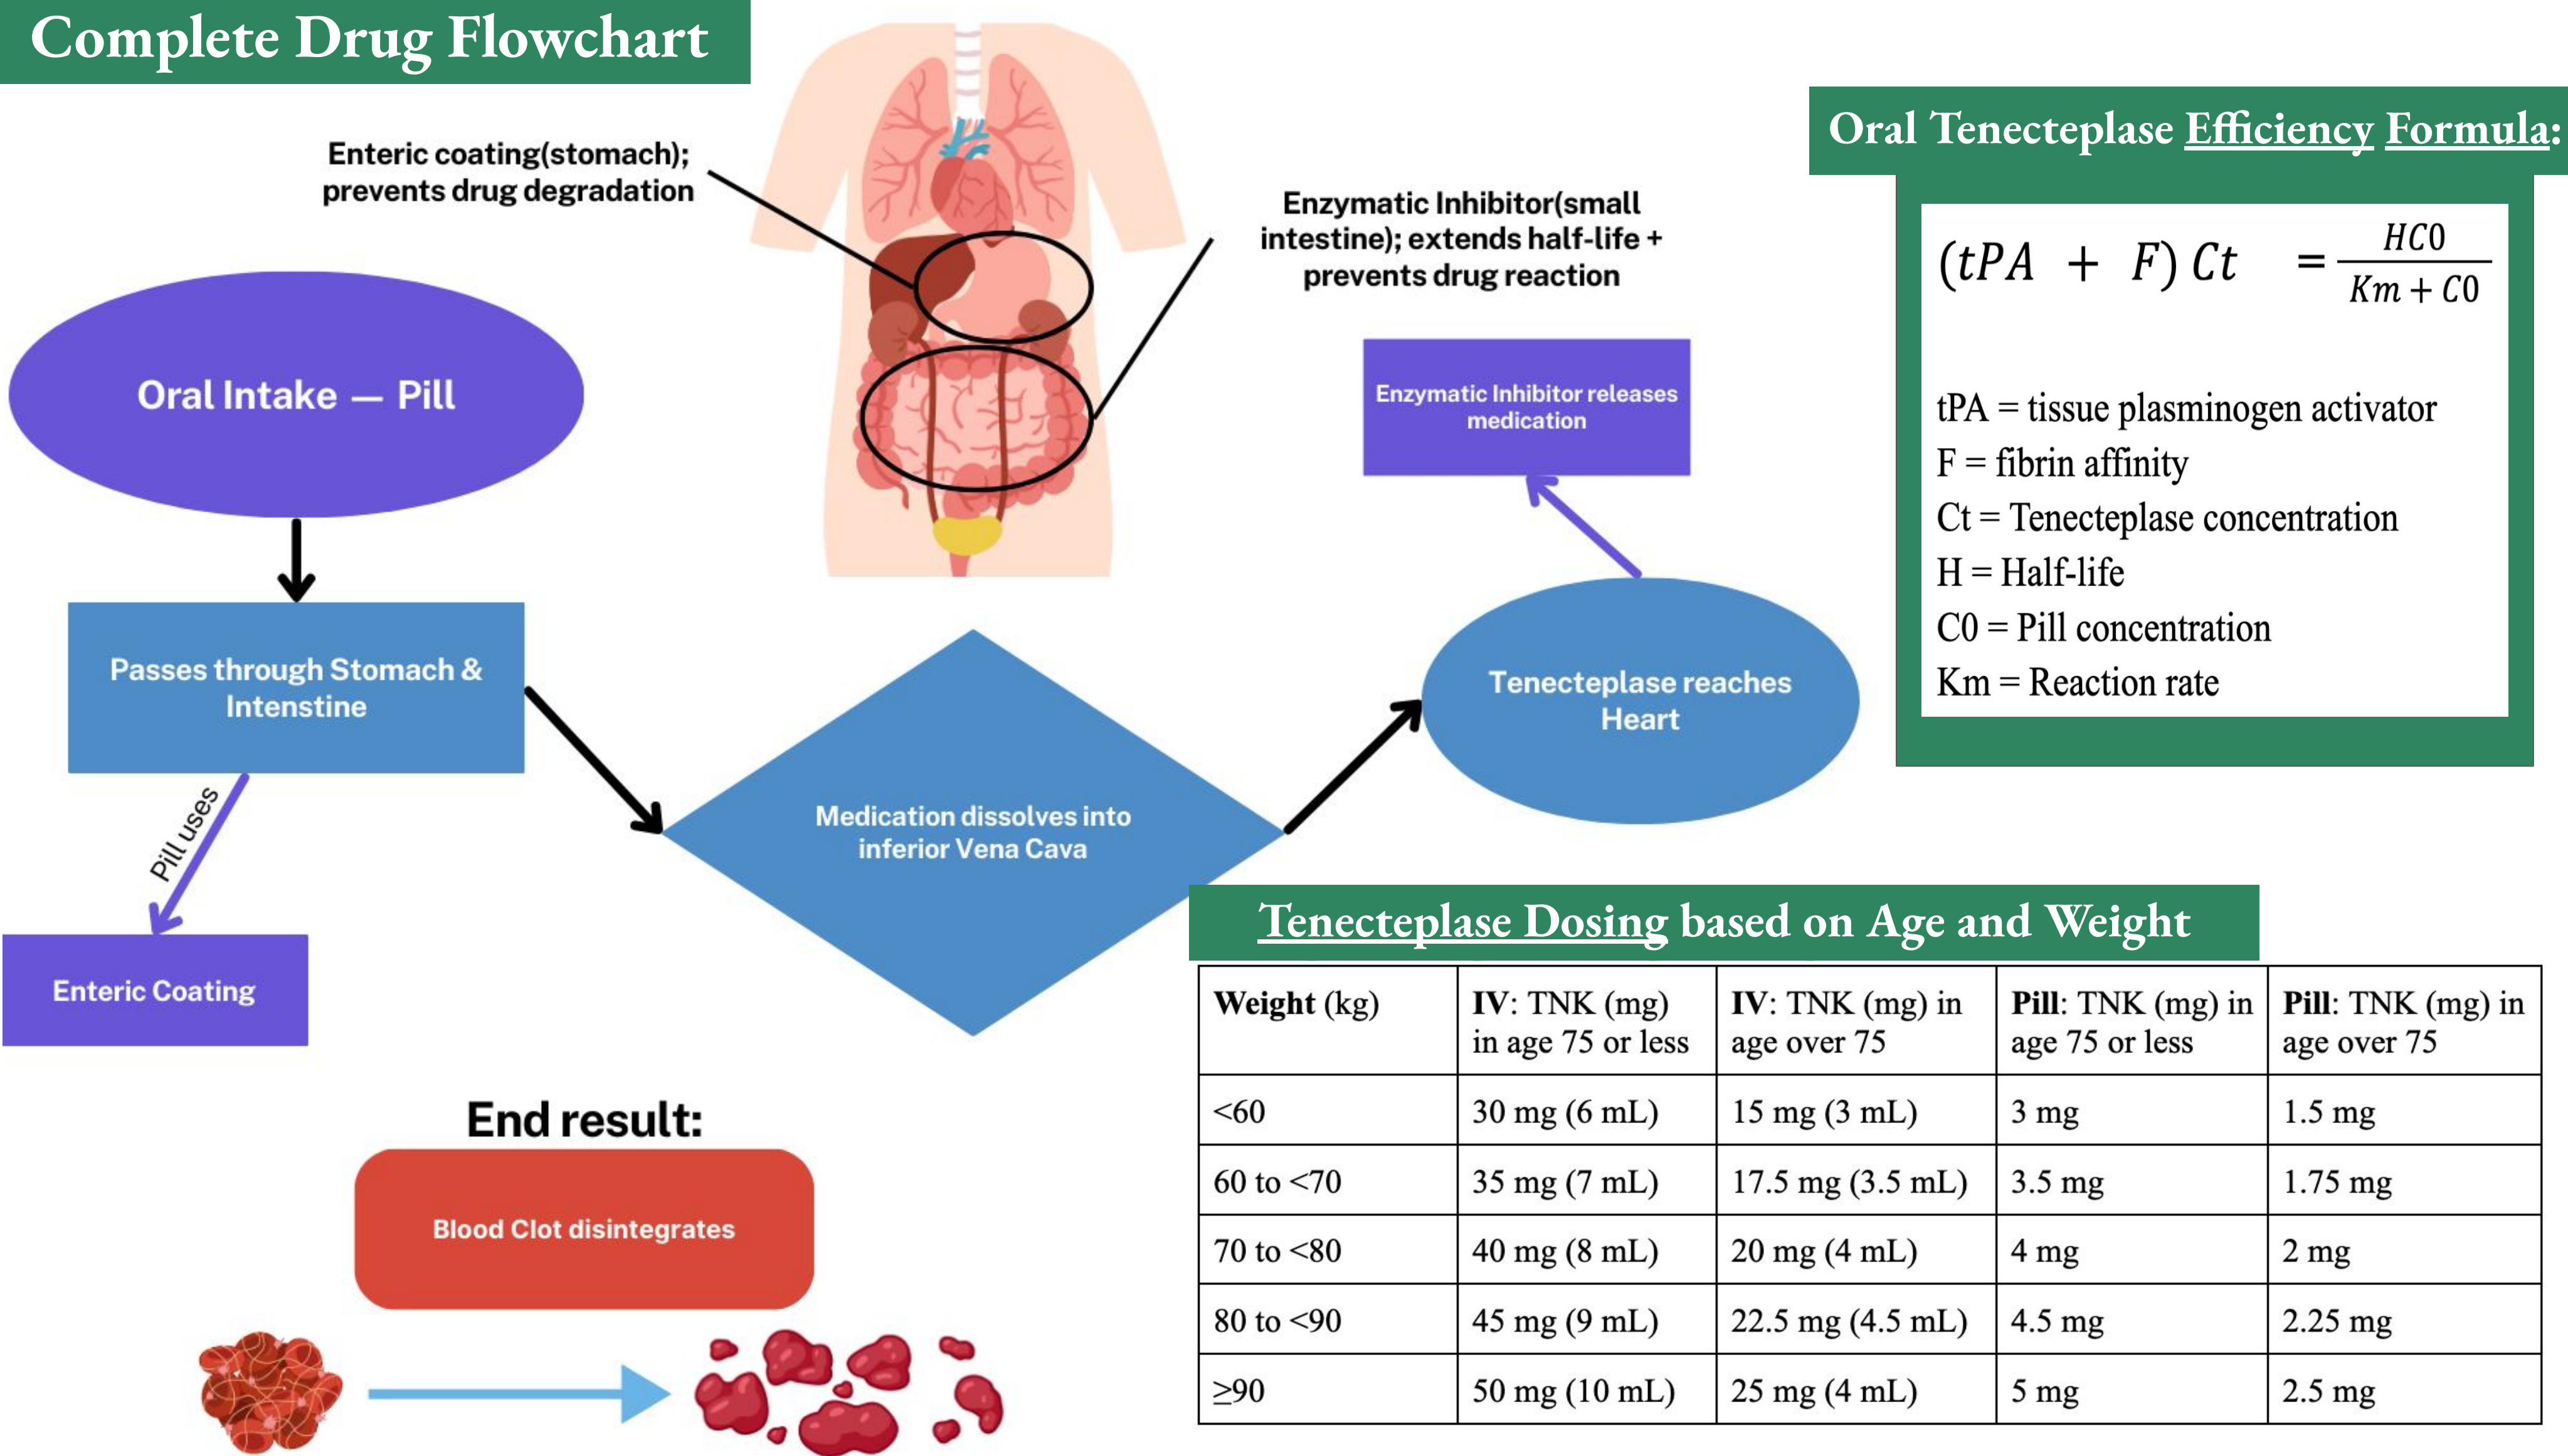 Complete Drug Flowchart
Enteric coating(stomach);
prevents drug degradation
Enzymatic Inhibitor(small
intestine); extends half-life +
prevents drug reaction
Oral Intake — Pill
Passes through Stomach &
Intenstine
Pill uses
Enteric Coating
Medication dissolves into
inferior Vena Cava
Tenecteplase reaches
Heart
Enzymatic Inhibitor releases
medication
End result:
Blood Clot disintegrates
Oral Tenecteplase Efficiency Formula:
(tPA + F) Ct = HC0 / Km + C0
tPA = tissue plasminogen activator
F = fibrin affinity
Ct = Tenecteplase concentration
H = Half-life
C0 = Pill concentration
Km = Reaction rate
Tenecteplase Dosing based on Age and Weight
Weight (kg) IV: TNK (mg) in age 75 or less IV: TNK (mg) in age over 75 Pill: TNK (mg) in age 75 or less Pill: TNK (mg) in age over 75
<60 30 mg (6 mL) 15 mg (3 mL) 3 mg 1.5 mg
60 to <70 35 mg (7 mL) 17.5 mg (3.5 mL) 3.5 mg 1.75 mg
70 to <80 40 mg (8 mL) 20 mg (4 mL) 4 mg 2 mg
80 to <90 45 mg (9 mL) 22.5 mg (4.5 mL) 4.5 mg 2.25 mg
≥90 50 mg (10 mL) 25 mg (4 mL) 5 mg 2.5 mg